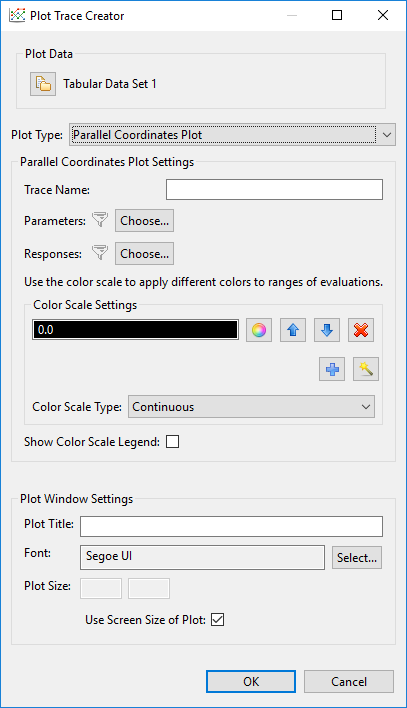 Plot Trace Creator
Plot Data
Tabular Data Set 1
Plot Type: Parallel Coordinates Plot
Parallel Coordinates Plot Settings
Trace Name:
Parameters: Choose...
Responses: Choose...
Use the color scale to apply different colors to ranges of evaluations.
Color Scale Settings
0.0
Color Scale Type: Continuous
Show Color Scale Legend:
Plot Window Settings
Plot Title:
Font: Segoe UI Select...
Plot Size:
Use Screen Size of Plot:
OK Cancel